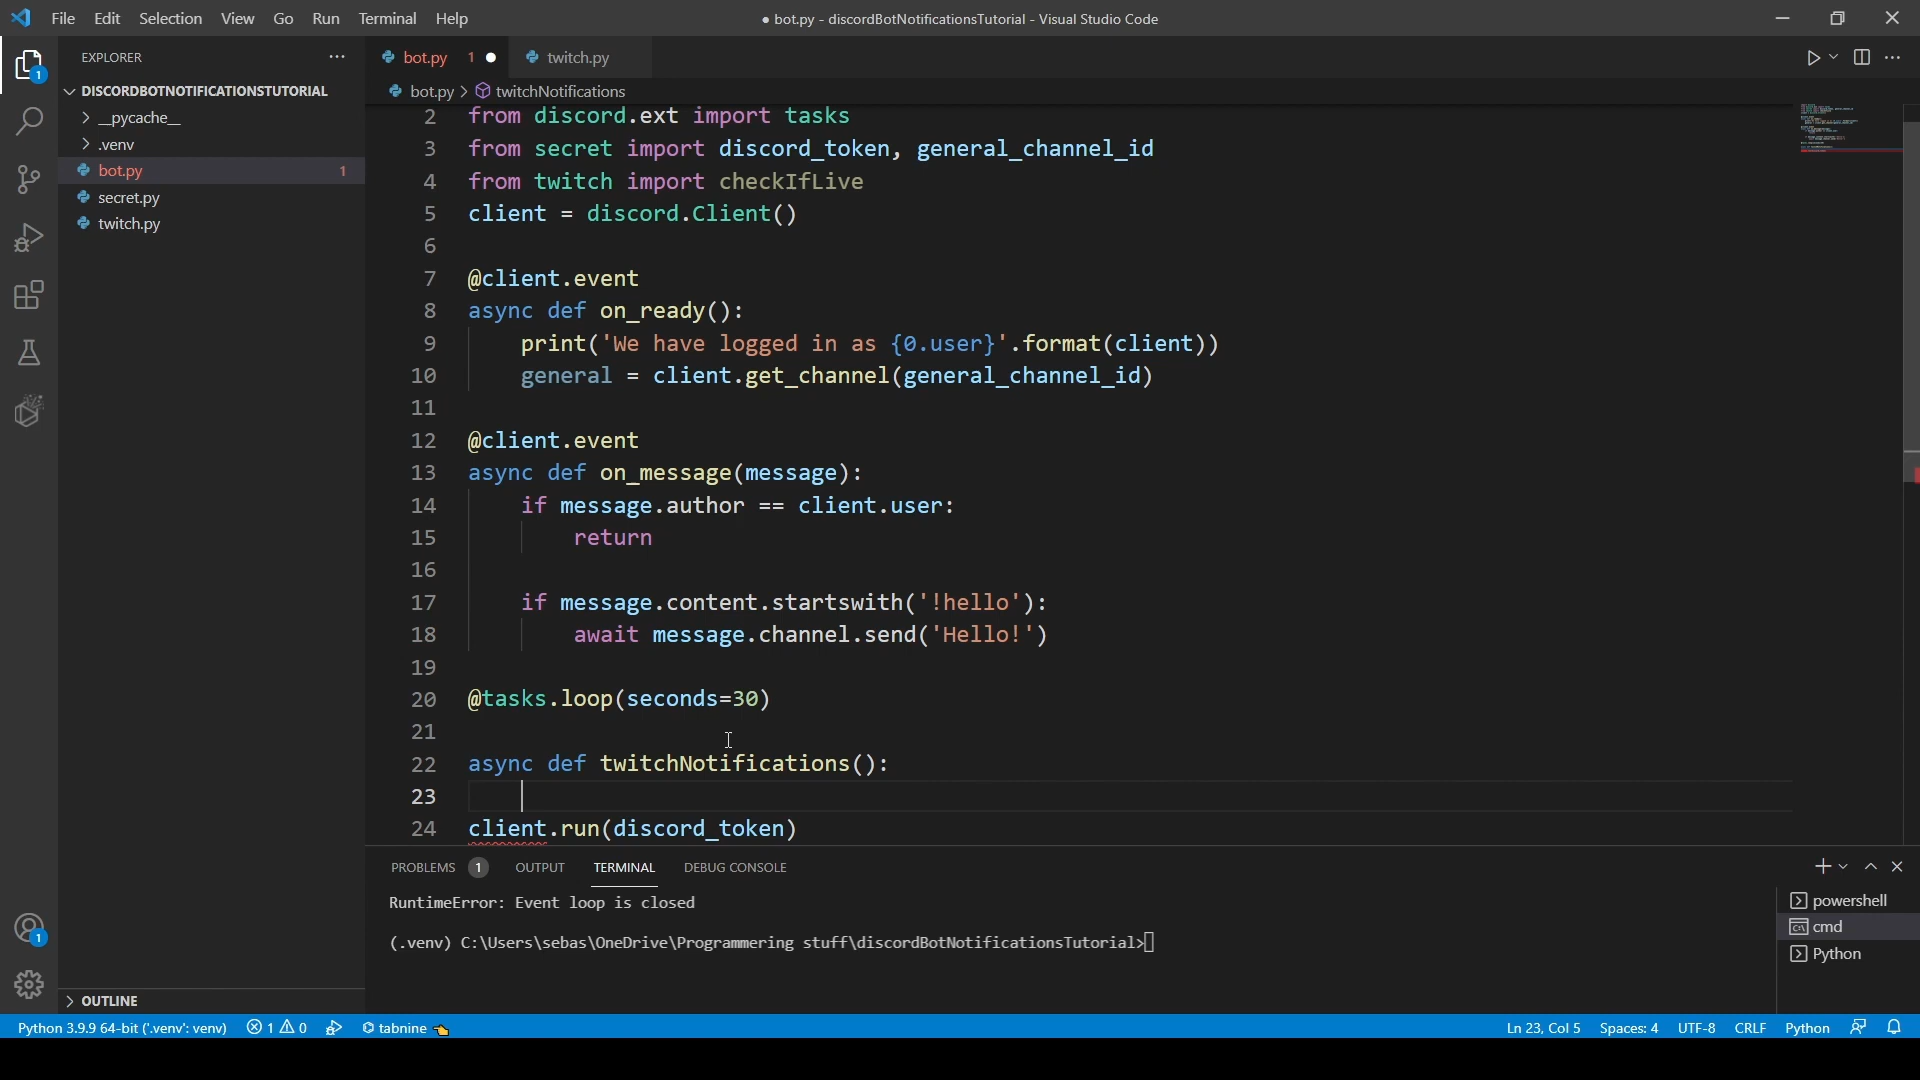 File Edit Selection View Go Run Terminal Help
● bot.py - discordBotNotificationsTutorial - Visual Studio Code
EXPLORER
DISCORDBOTNOTIFICATIONSTUTORIAL
__pycache__
.venv
bot.py 1
secret.py
twitch.py
OUTLINE
bot.py 1
twitch.py
bot.py > twitchNotifications
2 from discord.ext import tasks
3 from secret import discord_token, general_channel_id
4 from twitch import checkIfLive
5 client = discord.Client()
6
7 @client.event
8 async def on_ready():
9 print('We have logged in as {0.user}'.format(client))
10 general = client.get_channel(general_channel_id)
11
12 @client.event
13 async def on_message(message):
14 if message.author == client.user:
15 return
16
17 if message.content.startswith('!hello'):
18 await message.channel.send('Hello!')
19
20 @tasks.loop(seconds=30)
21
22 async def twitchNotifications():
23
24 client.run(discord_token)
PROBLEMS 1 OUTPUT TERMINAL DEBUG CONSOLE
RuntimeError: Event loop is closed
(.venv) C:\Users\sebas\OneDrive\Programmering stuff\discordBotNotificationsTutorial>
powershell
cmd
Python
1
1
Python 3.9.9 64-bit ('.venv': venv) 1 0 tabnine
Ln 23, Col 5 Spaces: 4 UTF-8 CRLF Python